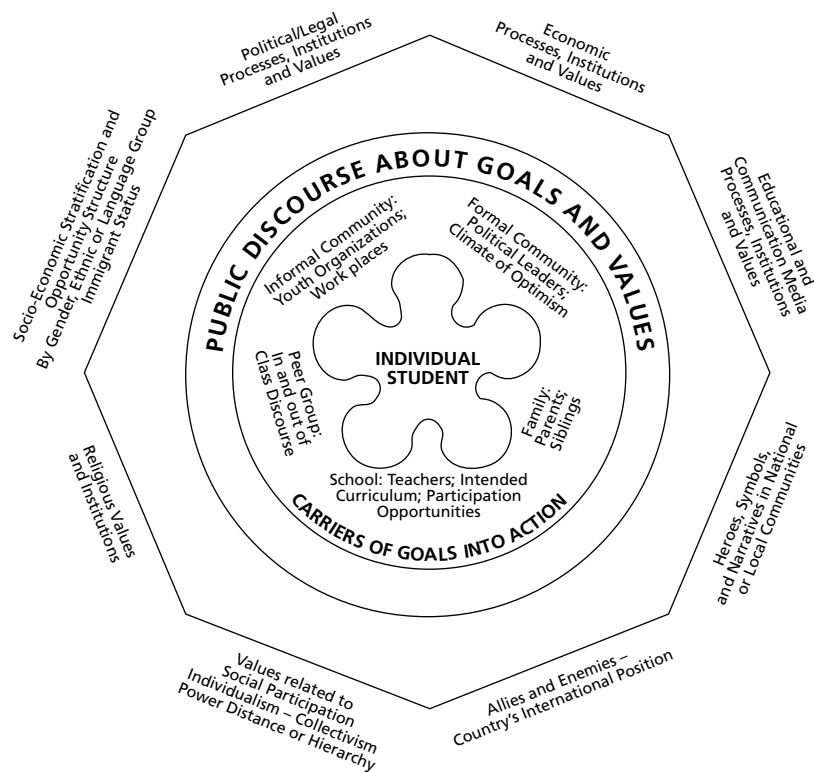 Political/Legal
Processes, Institutions
and Values
Economic
Processes, Institutions
and Values
Socio-Economic Stratification and
Opportunity Structure
By Gender, Ethnic or Language Group
Immigrant Status
Educational and
Communication Media
Processes, Institutions
and Values
PUBLIC DISCOURSE ABOUT GOALS AND VALUES
Informal Community:
Youth Organizations;
Work places
Formal Community:
Political Leaders;
Climate of Optimism
INDIVIDUAL
STUDENT
Peer Group:
In and out of
Class Discourse
Family:
Parents;
Siblings
School: Teachers; Intended
Curriculum; Participation
Opportunities
CARRIERS OF GOALS INTO ACTION
Religious Values
and Institutions
Heroes, Symbols,
and Narratives in National
or Local Communities
Values related to
Social Participation
Individualism – Collectivism
Power Distance or Hierarchy
Allies and Enemies –
Country's International Position